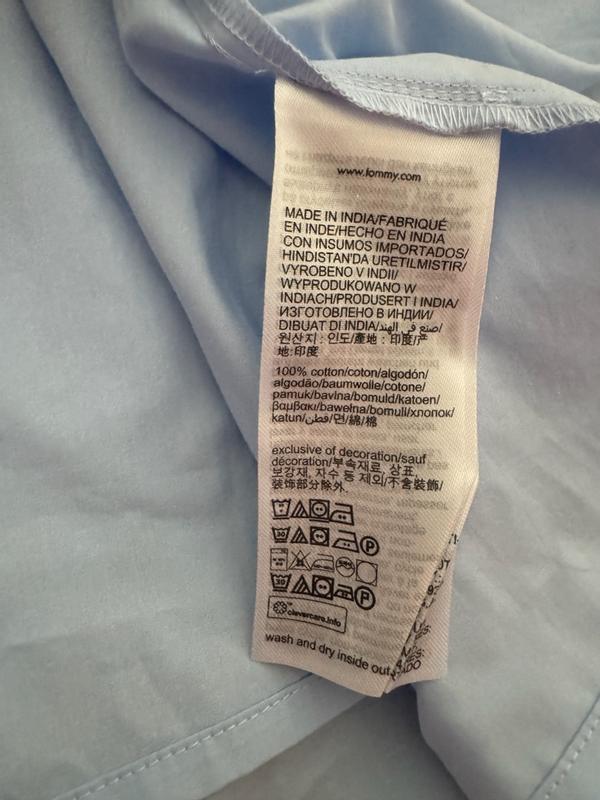 www.tommy.com
MADE IN INDIA/FABRIQUÉ
EN INDE/HECHO EN INDIA
CON INSUMOS IMPORTADOS/
HINDISTAN'DA URETILMISTIR/
VYROBENO V INDII/
WYPRODUKOWANO W
INDIACH/PRODUSERT I INDIA/
ИЗГОТОВЛЕНО В ИНДИИ/
DIBUAT DI INDIA/صنع في الهند/
원산지 : 인도/產地 : 印度/产
地:印度
100% cotton/coton/algodón/
algodão/baumwolle/cotone/
pamuk/bavlna/bomuld/katoen/
βαμβακι/bawełna/bomull/хлопок/
katun/قطن/면/綿/棉
exclusive of decoration/sauf
décoration/부속재료, 상표,
보강재, 자수 등 제외/不含裝飾/
装饰部分除外.
clevercare.info
wash and dry inside out